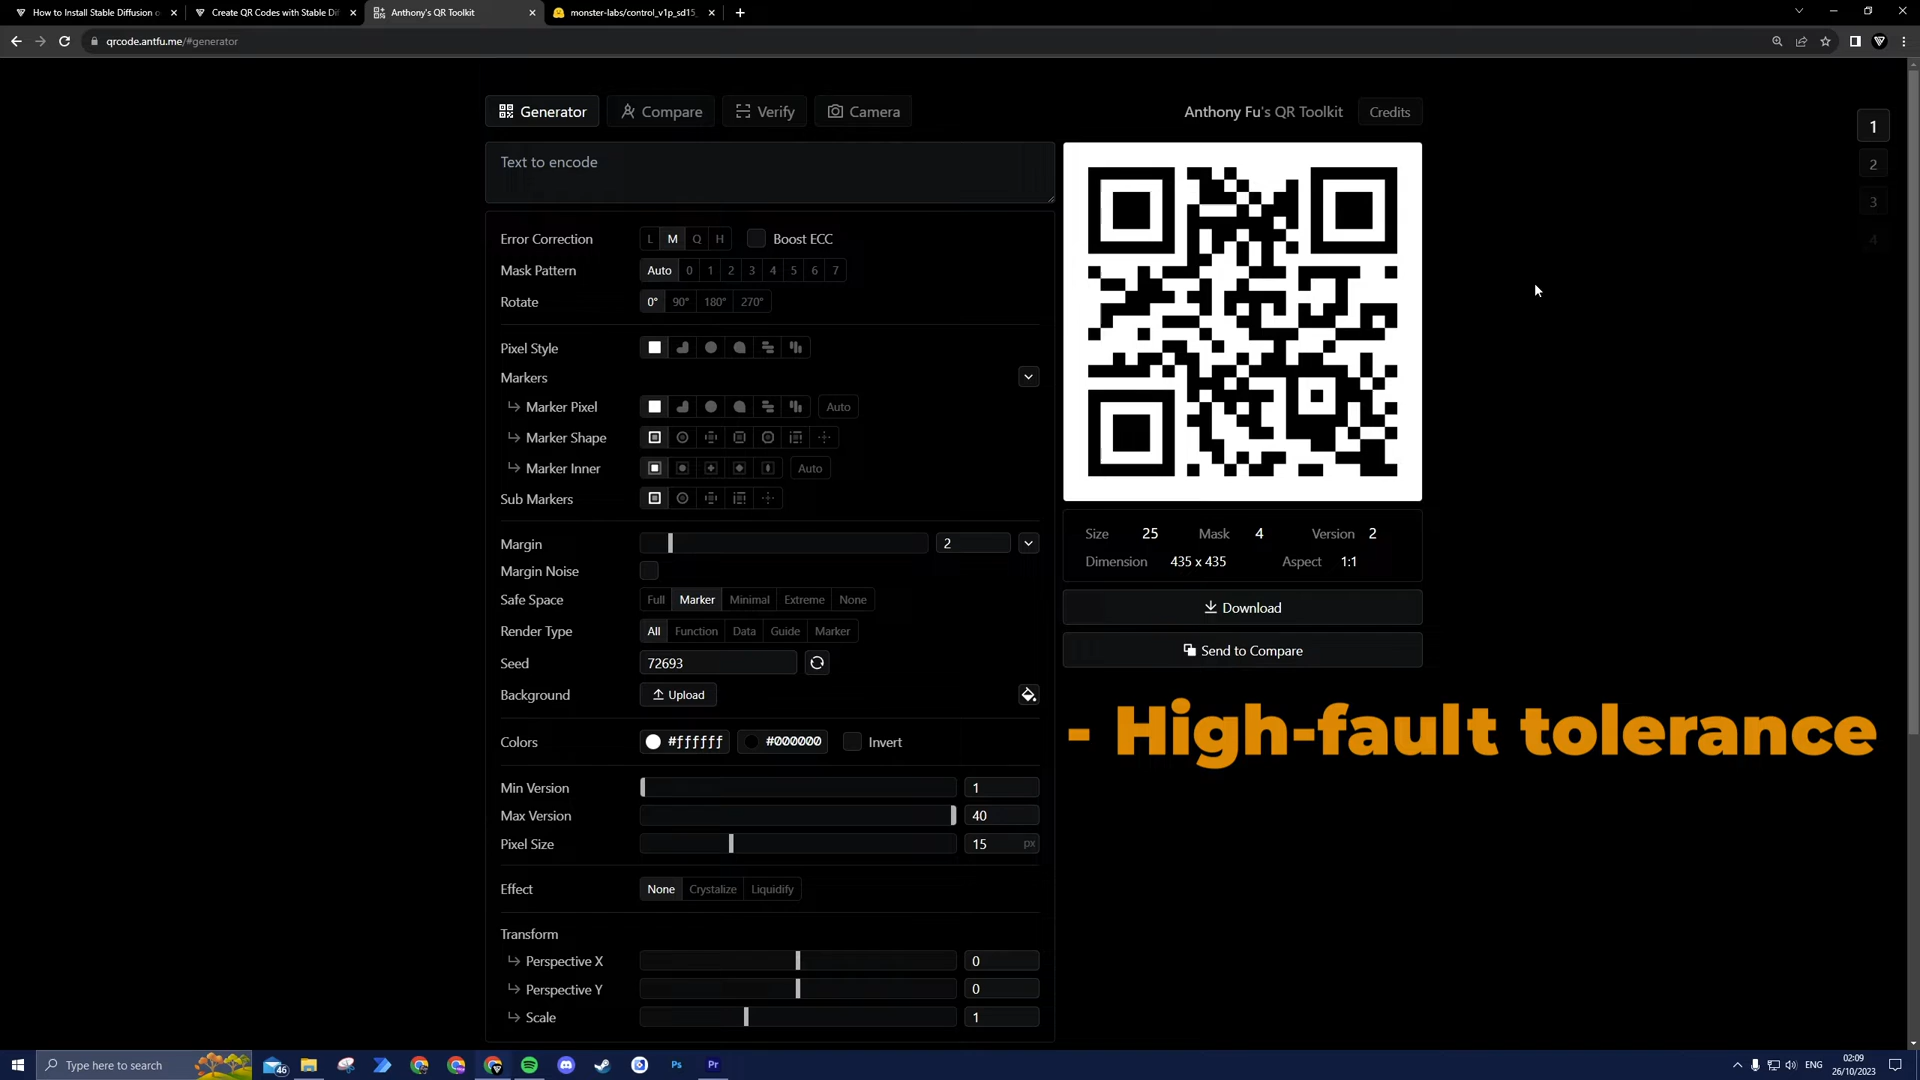 How to Install Stable Diffusion o
Create QR Codes with Stable Dif
Anthony's QR Toolkit
monster-labs/control_v1p_sd15_
qrcode.antfu.me/#generator
Generator
Compare
Verify
Camera
Anthony Fu's QR Toolkit
Credits
1
2
3
4
Text to encode
Error Correction
L M Q H
Boost ECC
Mask Pattern
Auto 0 1 2 3 4 5 6 7
Rotate
0° 90° 180° 270°
Pixel Style
Markers
Marker Pixel
Auto
Marker Shape
Marker Inner
Auto
Sub Markers
Margin
2
Margin Noise
Safe Space
Full Marker Minimal Extreme None
Render Type
All Function Data Guide Marker
Seed
72693
Background
Upload
Colors
#ffffff
#000000
Invert
Min Version
1
Max Version
40
Pixel Size
15 px
Effect
None Crystalize Liquidify
Transform
Perspective X
0
Perspective Y
0
Scale
1
Size 25 Mask 4 Version 2
Dimension 435 x 435 Aspect 1:1
Download
Send to Compare
- High-fault tolerance
Type here to search
46
Ps
Pr
ENG
02:09
26/10/2023